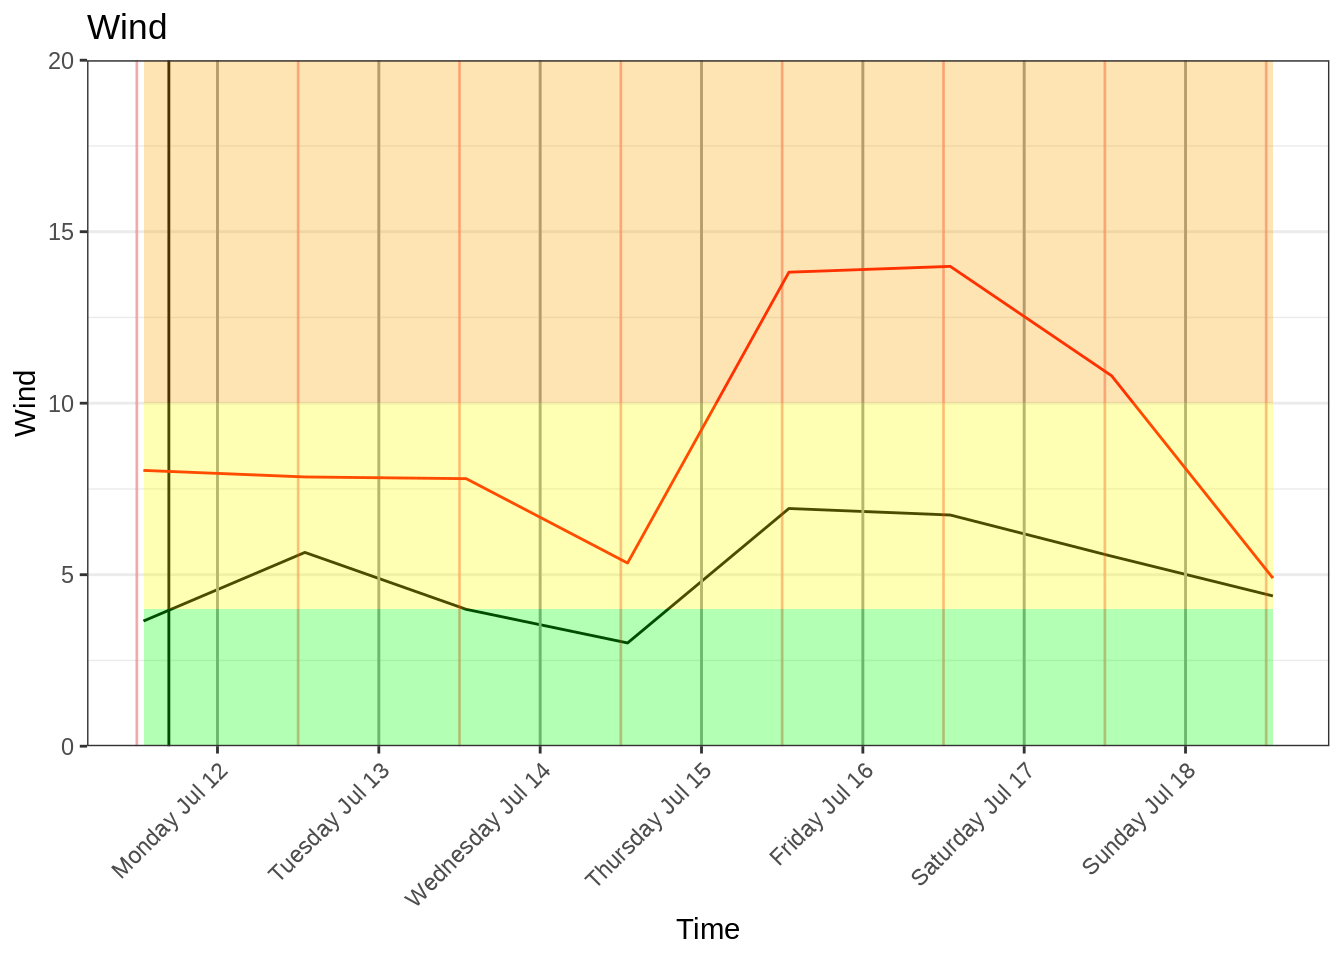 Wind
20
15
10
5
0
Wind
Monday Jul 12
Tuesday Jul 13
Wednesday Jul 14
Thursday Jul 15
Friday Jul 16
Saturday Jul 17
Sunday Jul 18
Time